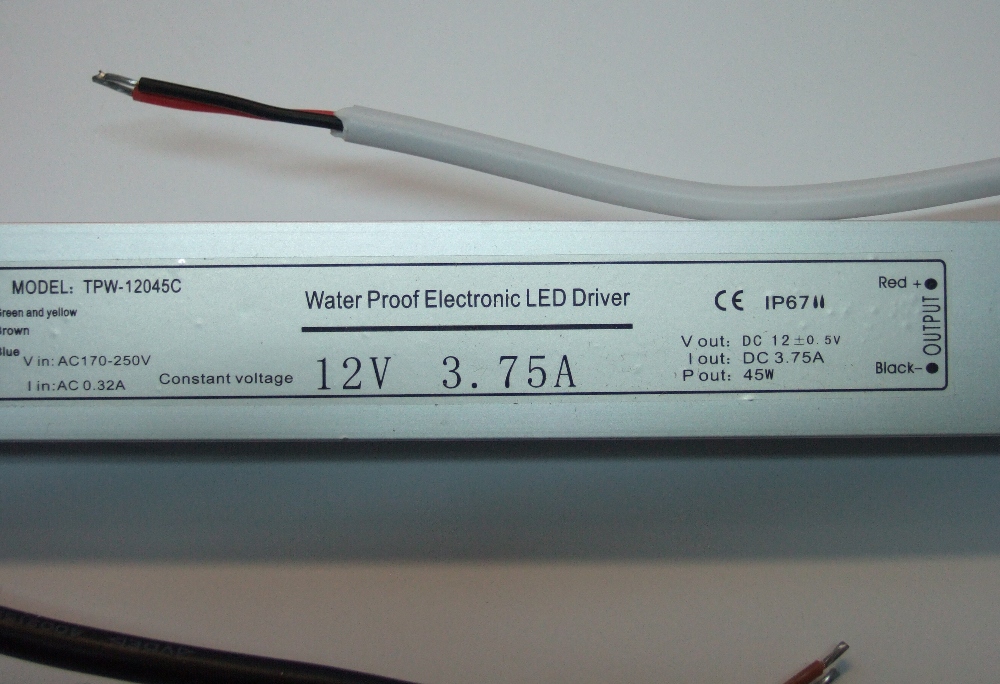 MODEL: TPW-12045C
Green and yellow
Brown
Blue
V in: AC170-250V
I in: AC 0.32A
Constant voltage
Water Proof Electronic LED Driver
12V 3.75A
CE IP67
V out: DC 12±0.5V
I out: DC 3.75A
P out: 45W
Red +
OUTPUT
Black-